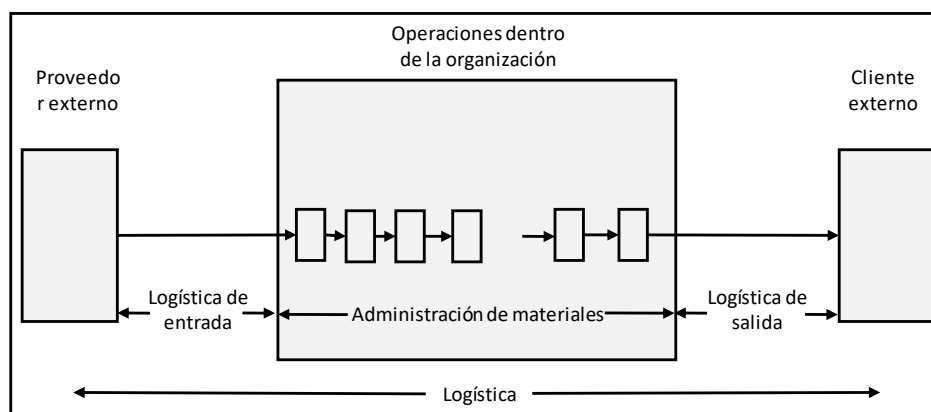 Operaciones dentro
de la organización
Proveedo
r externo
Cliente
externo
Logística de
entrada
Administración de materiales
Logística de
salida
Logística